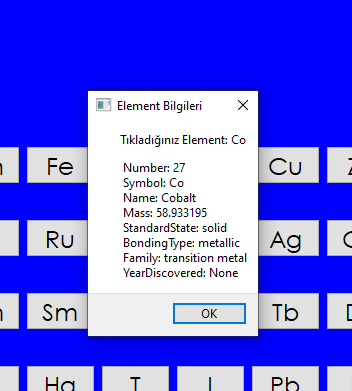 Element Bilgileri
Tıkladığınız Element: Co
Number: 27
Symbol: Co
Name: Cobalt
Mass: 58.933195
StandardState: solid
BondingType: metallic
Family: transition metal
YearDiscovered: None
OK
Fe Cu
Ru Ag
Sm Tb
Hg T l Pb